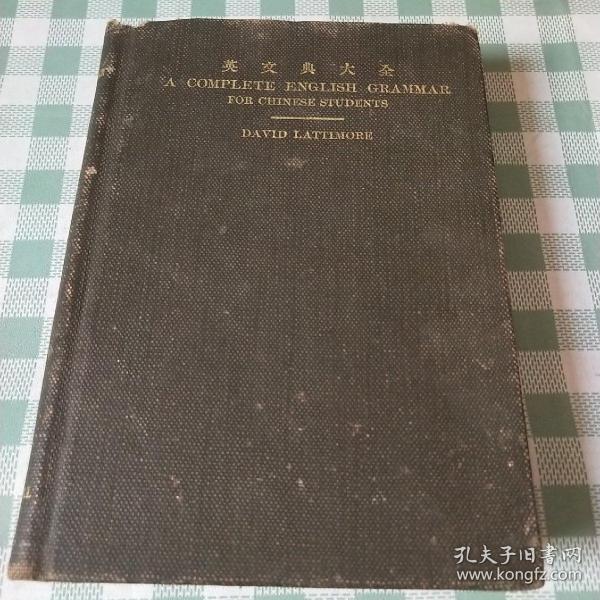 英文典大全
A COMPLETE ENGLISH GRAMMAR
FOR CHINESE STUDENTS
DAVID LATTIMORE
孔夫子旧书网
www.kongfz.com